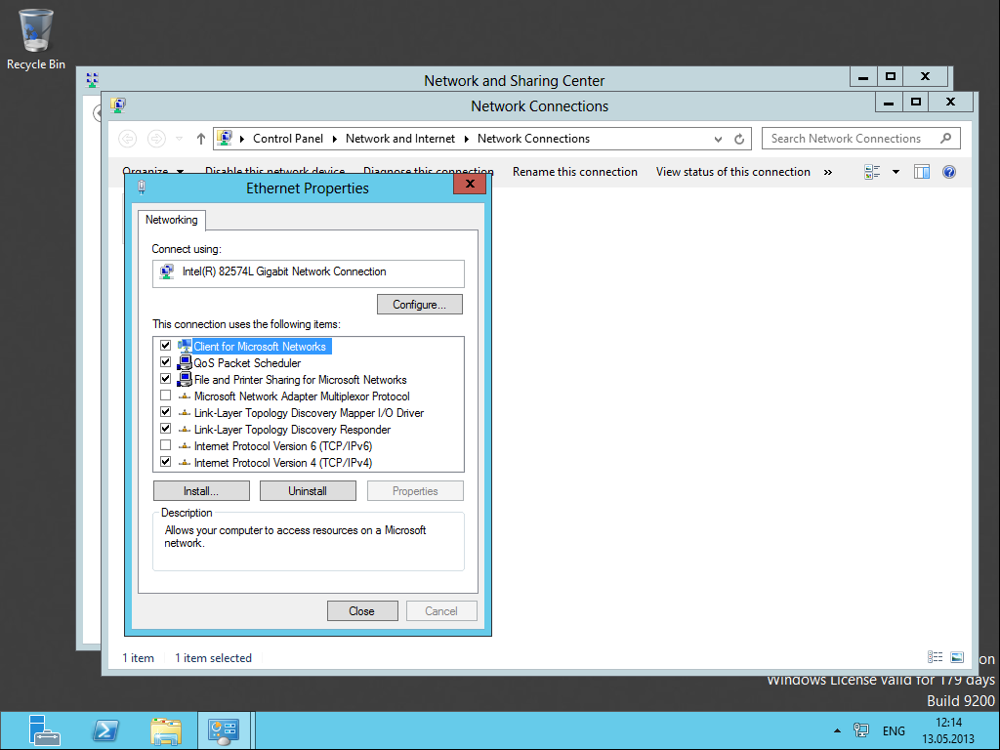 Recycle Bin
Network and Sharing Center
Network Connections
Control Panel Network and Internet Network Connections
Search Network Connections
Organize Disable this network device Diagnose this connection Rename this connection View status of this connection »
Ethernet Properties
Networking
Connect using:
Intel(R) 82574L Gigabit Network Connection
Configure...
This connection uses the following items:
Client for Microsoft Networks
QoS Packet Scheduler
File and Printer Sharing for Microsoft Networks
Microsoft Network Adapter Multiplexor Protocol
Link-Layer Topology Discovery Mapper I/O Driver
Link-Layer Topology Discovery Responder
Internet Protocol Version 6 (TCP/IPv6)
Internet Protocol Version 4 (TCP/IPv4)
Install... Uninstall Properties
Description
Allows your computer to access resources on a Microsoft
network.
Close Cancel
1 item 1 item selected
on
Windows License valid for 179 days
Build 9200
ENG
12:14
13.05.2013